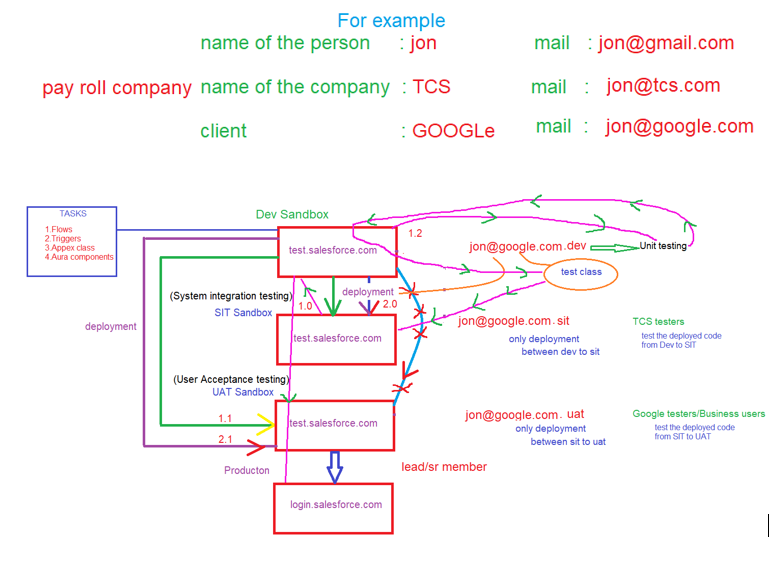 For example
name of the person : jon mail : jon@gmail.com
pay roll company name of the company : TCS mail : jon@tcs.com
client : GOOGLe mail : jon@google.com
TASKS
1.Flows
2.Triggers
3.Appex class
4.Aura components
Dev Sandbox
1.2
test.salesforce.com
jon@google.com.dev
Unit testing
test class
deployment
(System integration testing)
1.0
2.0
SIT Sandbox
deployment
test.salesforce.com
jon@google.com.sit
TCS testers
only deployment
between dev to sit
test the deployed code
from Dev to SIT
(User Acceptance testing)
UAT Sandbox
1.1
test.salesforce.com
2.1
jon@google.com. uat
Google testers/Business users
only deployment
between sit to uat
test the deployed code
from SIT to UAT
Producton
lead/sr member
login.salesforce.com